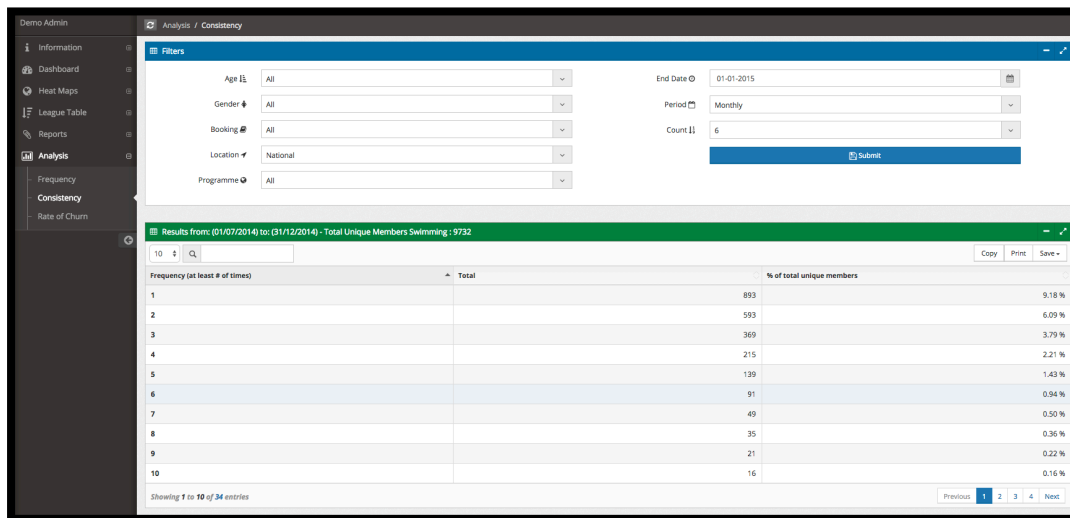 Demo Admin
Analysis / Consistency
Information
Dashboard
Heat Maps
League Table
Reports
Analysis
Frequency
Consistency
Rate of Churn
Filters
Age All
End Date 01-01-2015
Gender All
Period Monthly
Booking All
Count 6
Location National
Submit
Programme All
Results from: (01/07/2014) to: (31/12/2014) - Total Unique Members Swimming : 9732
10
Copy Print Save
Frequency (at least # of times) Total % of total unique members
1 893 9.18 %
2 593 6.09 %
3 369 3.79 %
4 215 2.21 %
5 139 1.43 %
6 91 0.94 %
7 49 0.50 %
8 35 0.36 %
9 21 0.22 %
10 16 0.16 %
Showing 1 to 10 of 34 entries
Previous 1 2 3 4 Next